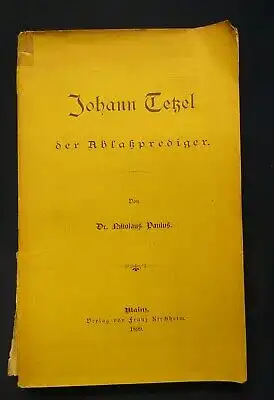 Johann Tetzel
der Ablaßprediger.
Von
Dr. Nikolaus Paulus.
Mainz,
Verlag von Franz Kirchheim.
1899.